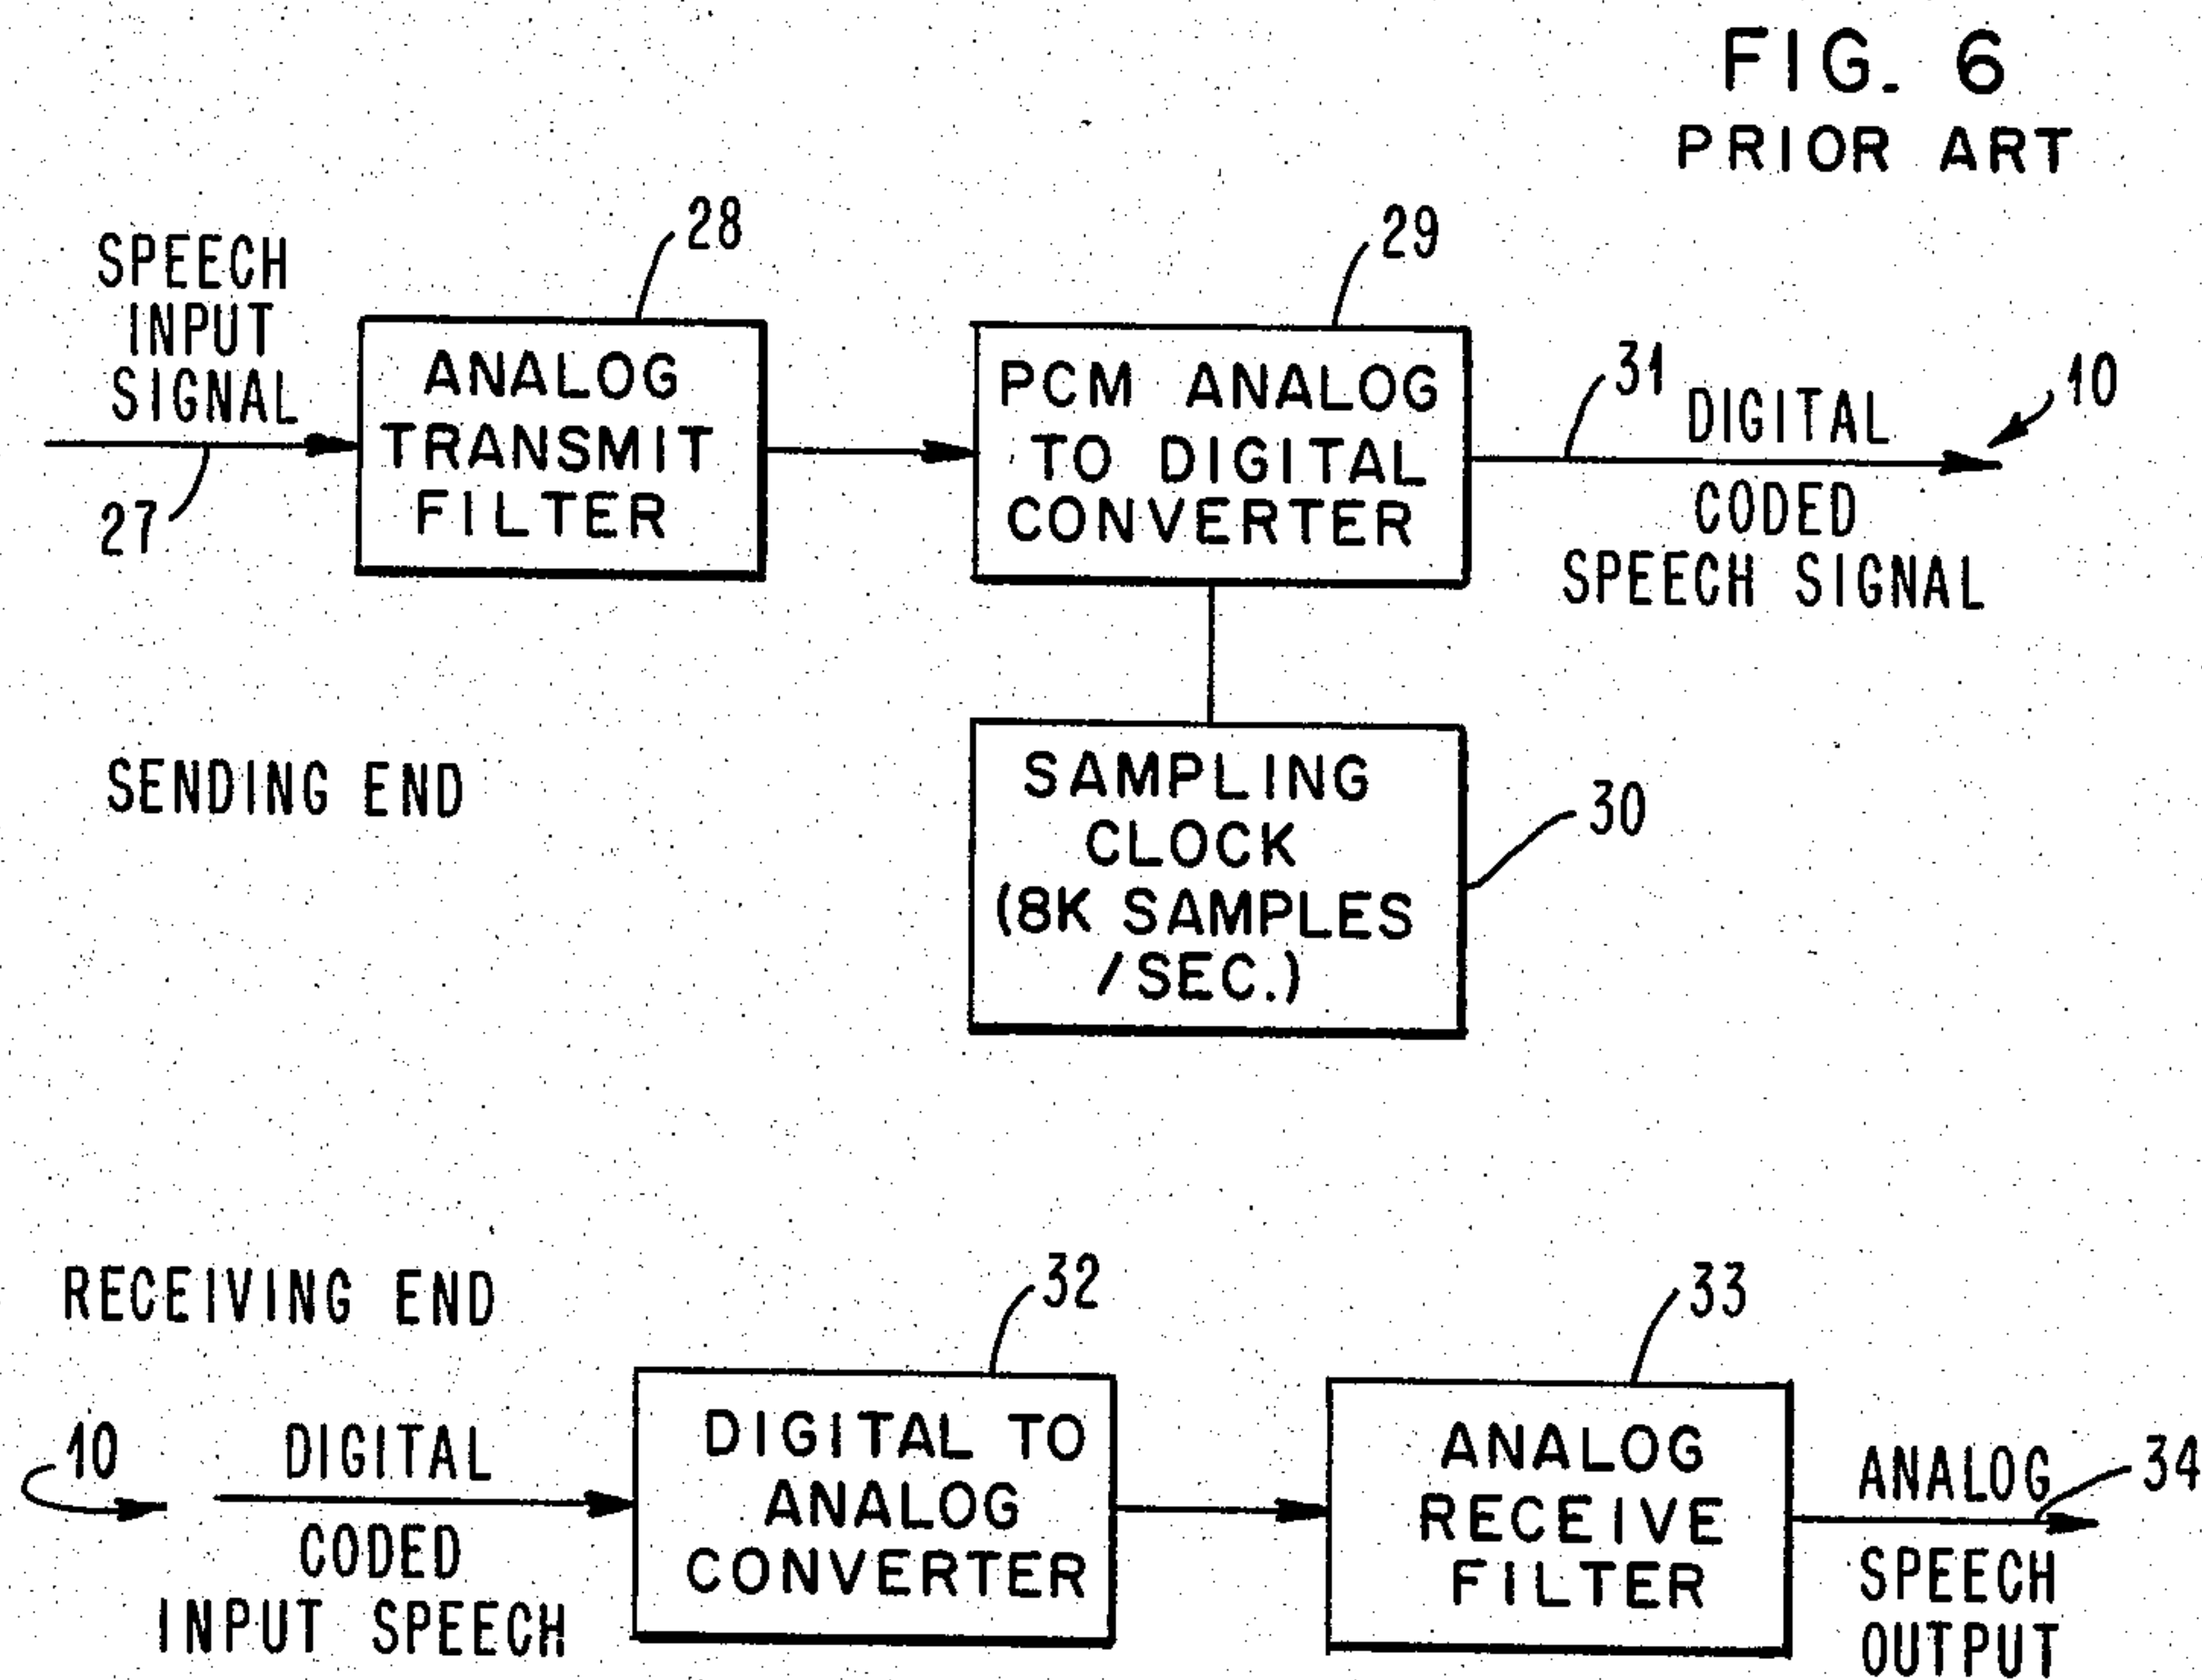 FIG. 6
PRIOR ART
28
29
SPEECH
INPUT
SIGNAL
27
ANALOG
TRANSMIT
FILTER
PCM ANALOG
TO DIGITAL
CONVERTER
31
10
DIGITAL
CODED
SPEECH SIGNAL
SENDING END
SAMPLING
CLOCK
(8K SAMPLES
/SEC.)
30
RECEIVING END
32
33
10
DIGITAL
CODED
INPUT SPEECH
DIGITAL TO
ANALOG
CONVERTER
ANALOG
RECEIVE
FILTER
ANALOG
34
SPEECH
OUTPUT